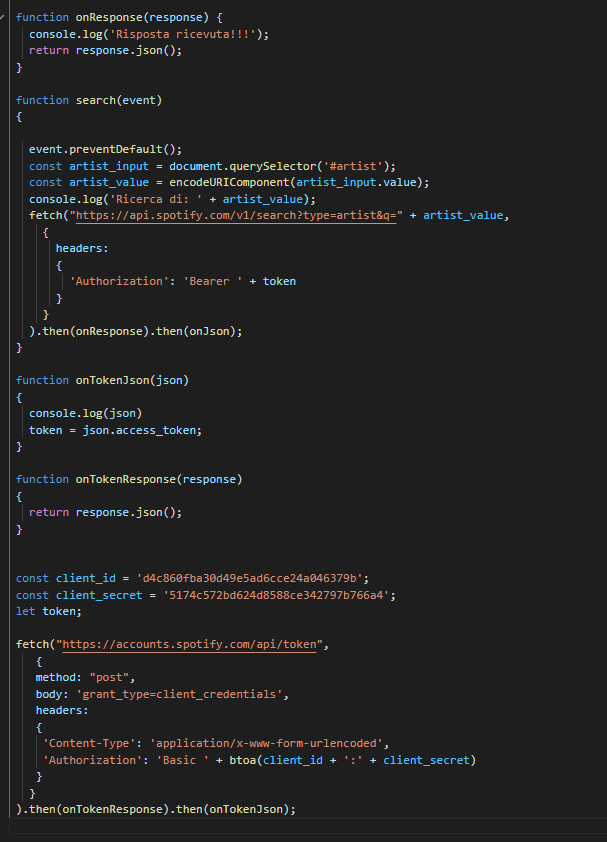 function onResponse(response) {
console.log('Risposta ricevuta!!!');
return response.json();
}
function search(event)
{
event.preventDefault();
const artist_input = document.querySelector('#artist');
const artist_value = encodeURIComponent(artist_input.value);
console.log('Ricerca di: ' + artist_value);
fetch("https://api.spotify.com/v1/search?type=artist&q=" + artist_value,
{
headers:
{
'Authorization': 'Bearer ' + token
}
}
).then(onResponse).then(onJson);
}
function onTokenJson(json)
{
console.log(json)
token = json.access_token;
}
function onTokenResponse(response)
{
return response.json();
}
const client_id = 'd4c860fba30d49e5ad6cce24a046379b';
const client_secret = '5174c572bd624d8588ce342797b766a4';
let token;
fetch("https://accounts.spotify.com/api/token",
{
method: "post",
body: 'grant_type=client_credentials',
headers:
{
'Content-Type': 'application/x-www-form-urlencoded',
'Authorization': 'Basic ' + btoa(client_id + ':' + client_secret)
}
}
).then(onTokenResponse).then(onTokenJson);